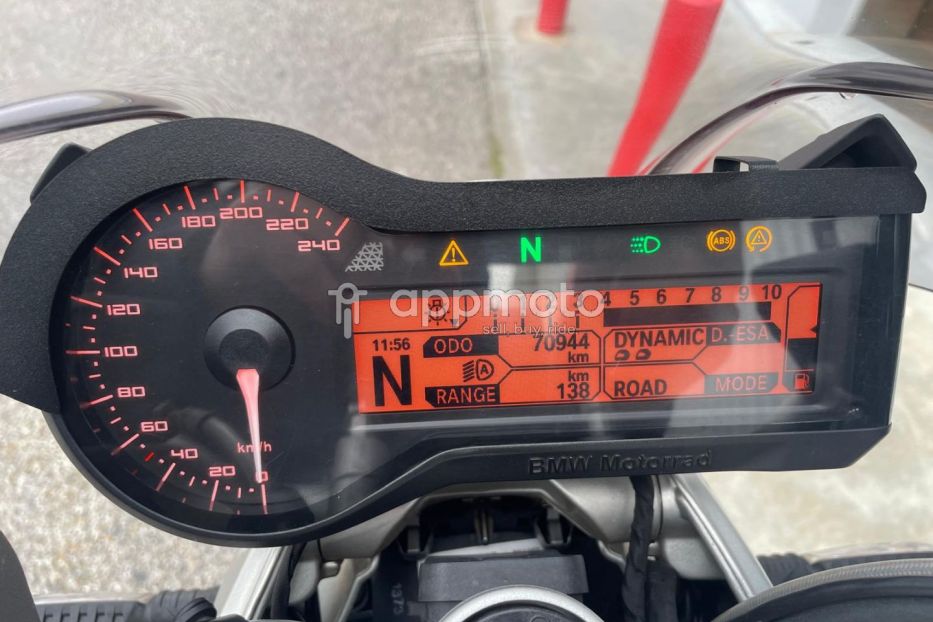 240
220
200
180
160
140
120
100
80
60
40
20
0
km/h
N
ABS
appmoto
sell, buy, ride
3 4 5 6 7 8 9 10
11:56
N
ODO 70944
km
A
RANGE 138
km
DYNAMIC D.-ESA
ROAD MODE
BMW Motorrad
1373